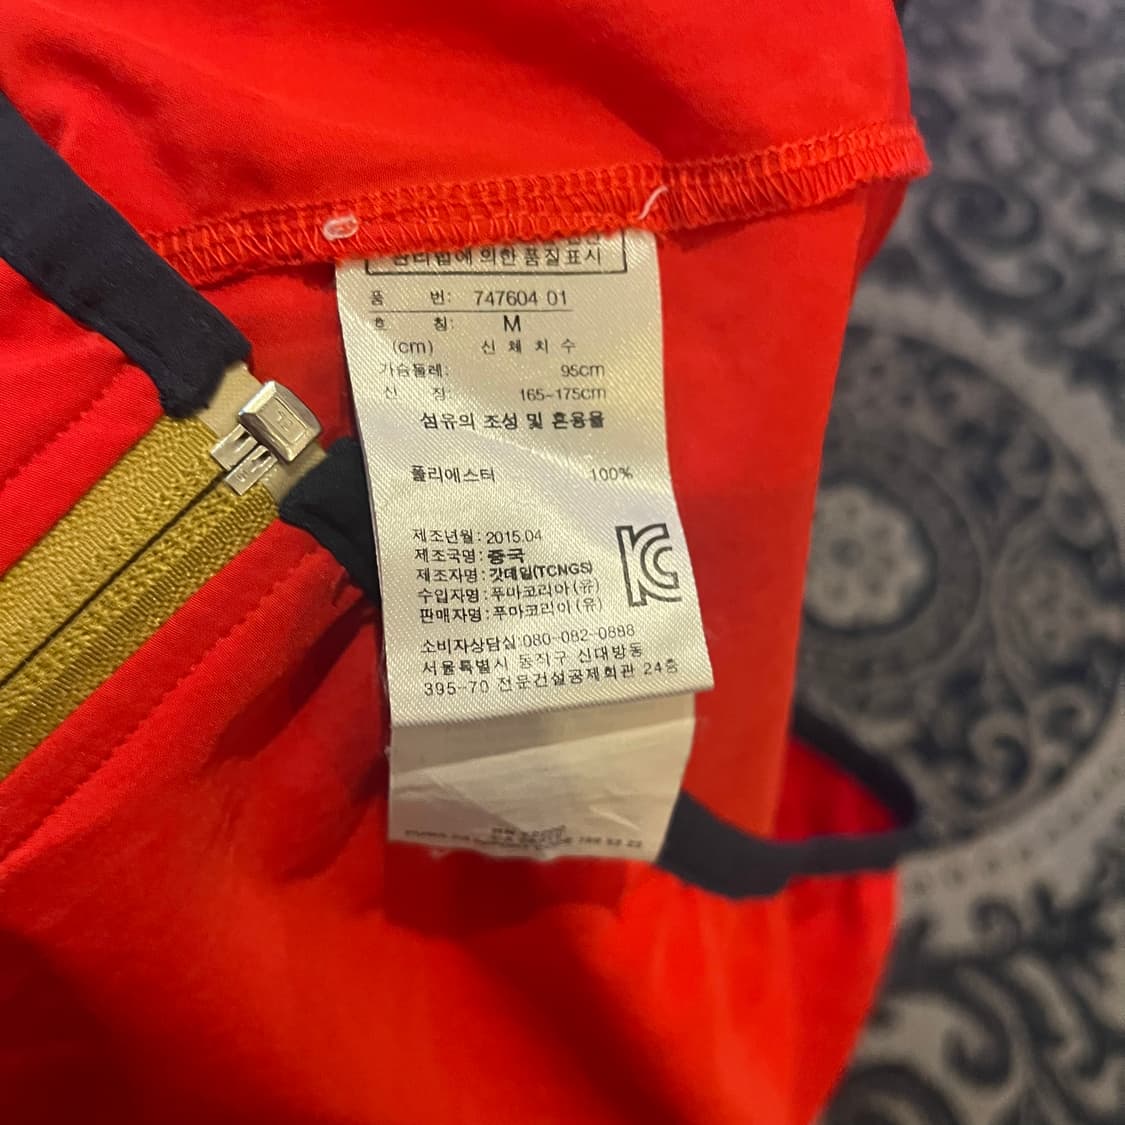 관리법에 의한 품질표시
품 번: 747604 01
호 칭: M
(cm) 신 체 치 수
가슴둘레: 95cm
신 장: 165-175cm
섬유의 조성 및 혼용율
폴리에스터 100%
제조년월: 2015.04
제조국명: 중국
제조자명: 갓데일(TCNGS)
수입자명: 푸마코리아 (유)
판매자명: 푸마코리아 (유)
소비자상담실:080-082-0888
서울특별시 동작구 신대방동
395-70 전문건설공제회관 24층